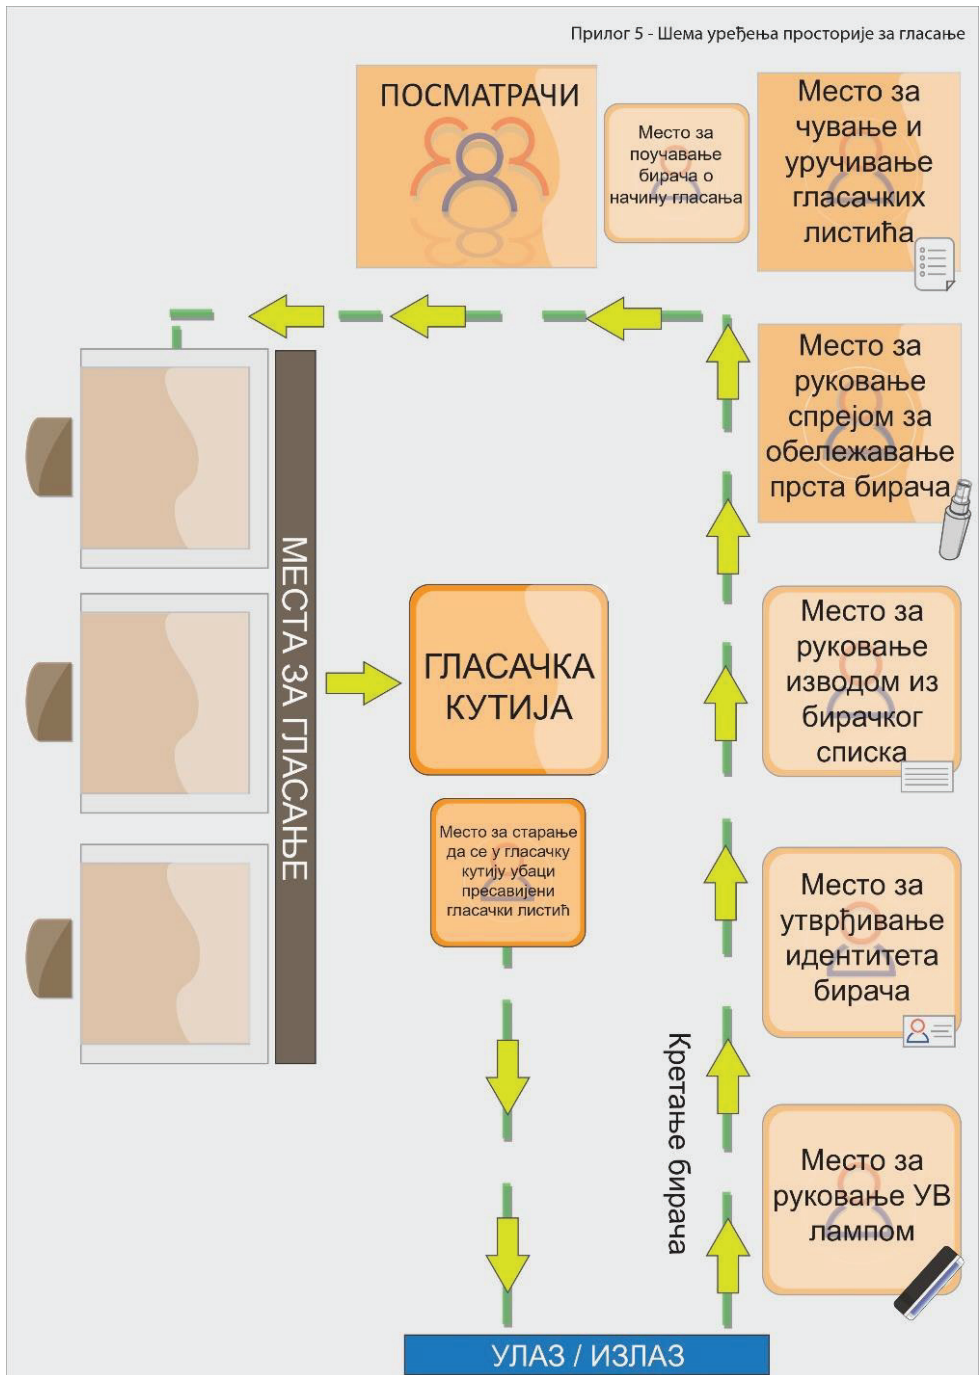 Прилог 5 - Шема уређења просторије за гласање
ПОСМАТРАЧИ
Место за
поучавање
бирача о
начину гласања
Место за
чување и
уручивање
гласачких
листића
Место за
руковање
спрејом за
обележавање
прста бирача
МЕСТА ЗА ГЛАСАЊЕ
ГЛАСАЧКА
КУТИЈА
Место за
руковање
изводом из
бирачког
списка
Место за старање
да се у гласачку
кутију убаци
пресавијени
гласачки листић
Место за
утврђивање
идентитета
бирача
Кретање бирача
Место за
руковање УВ
лампом
УЛАЗ / ИЗЛАЗ